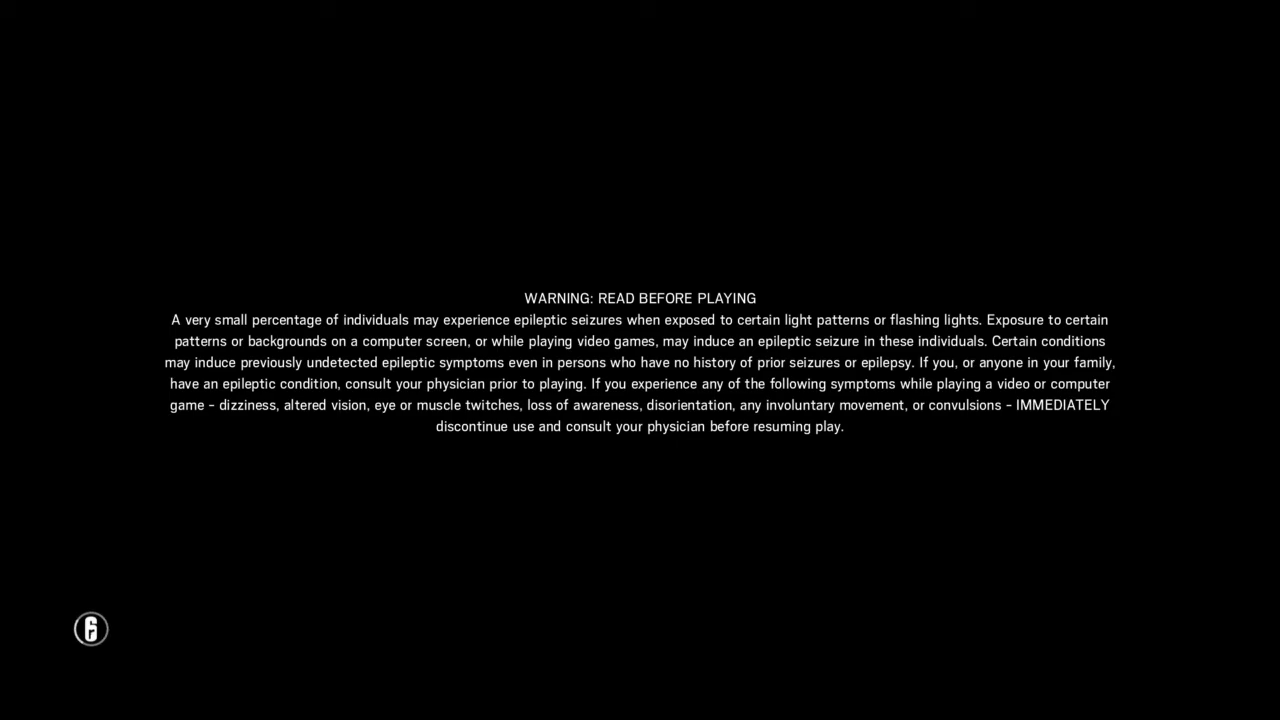 WARNING: READ BEFORE PLAYING
A very small percentage of individuals may experience epileptic seizures when exposed to certain light patterns or flashing lights. Exposure to certain
patterns or backgrounds on a computer screen, or while playing video games, may induce an epileptic seizure in these individuals. Certain conditions
may induce previously undetected epileptic symptoms even in persons who have no history of prior seizures or epilepsy. If you, or anyone in your family,
have an epileptic condition, consult your physician prior to playing. If you experience any of the following symptoms while playing a video or computer
game - dizziness, altered vision, eye or muscle twitches, loss of awareness, disorientation, any involuntary movement, or convulsions - IMMEDIATELY
discontinue use and consult your physician before resuming play.
6